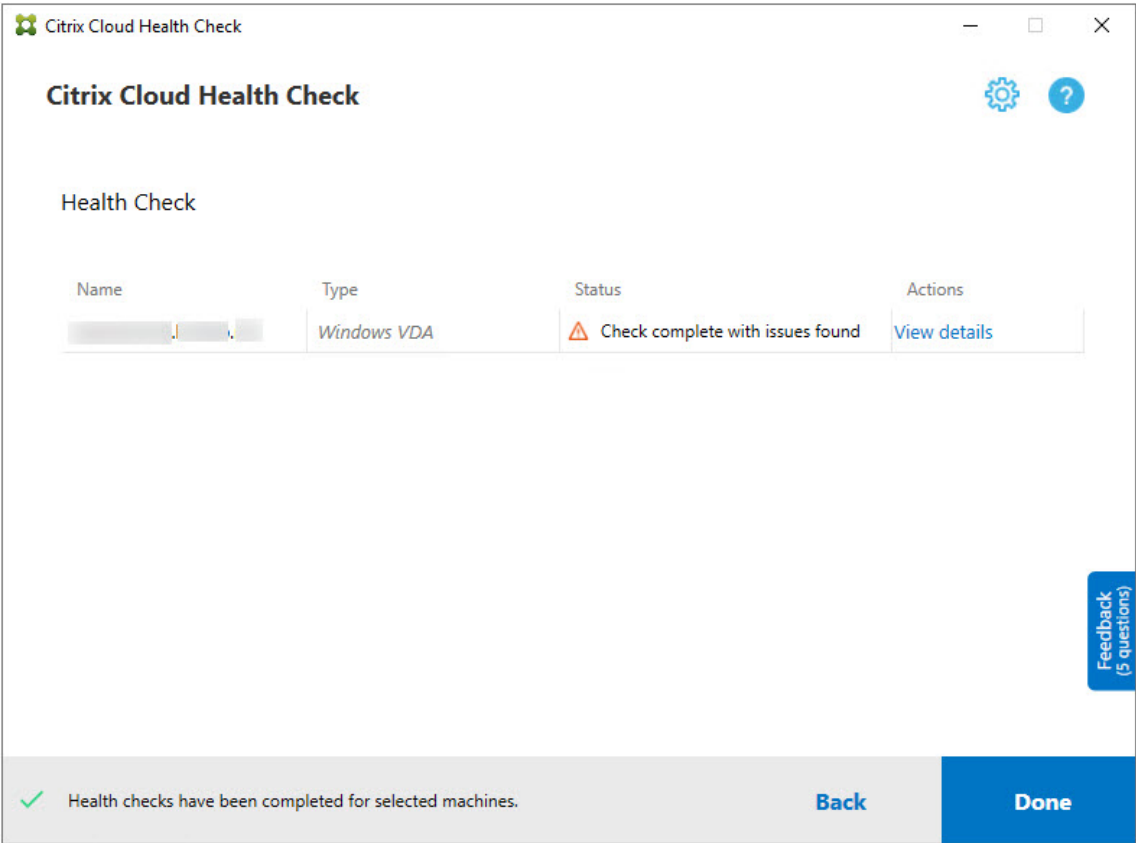 Citrix Cloud Health Check
Citrix Cloud Health Check
?
Health Check
Name Type Status Actions
Windows VDA Check complete with issues found View details
Feedback
(5 questions)
Health checks have been completed for selected machines. Back Done